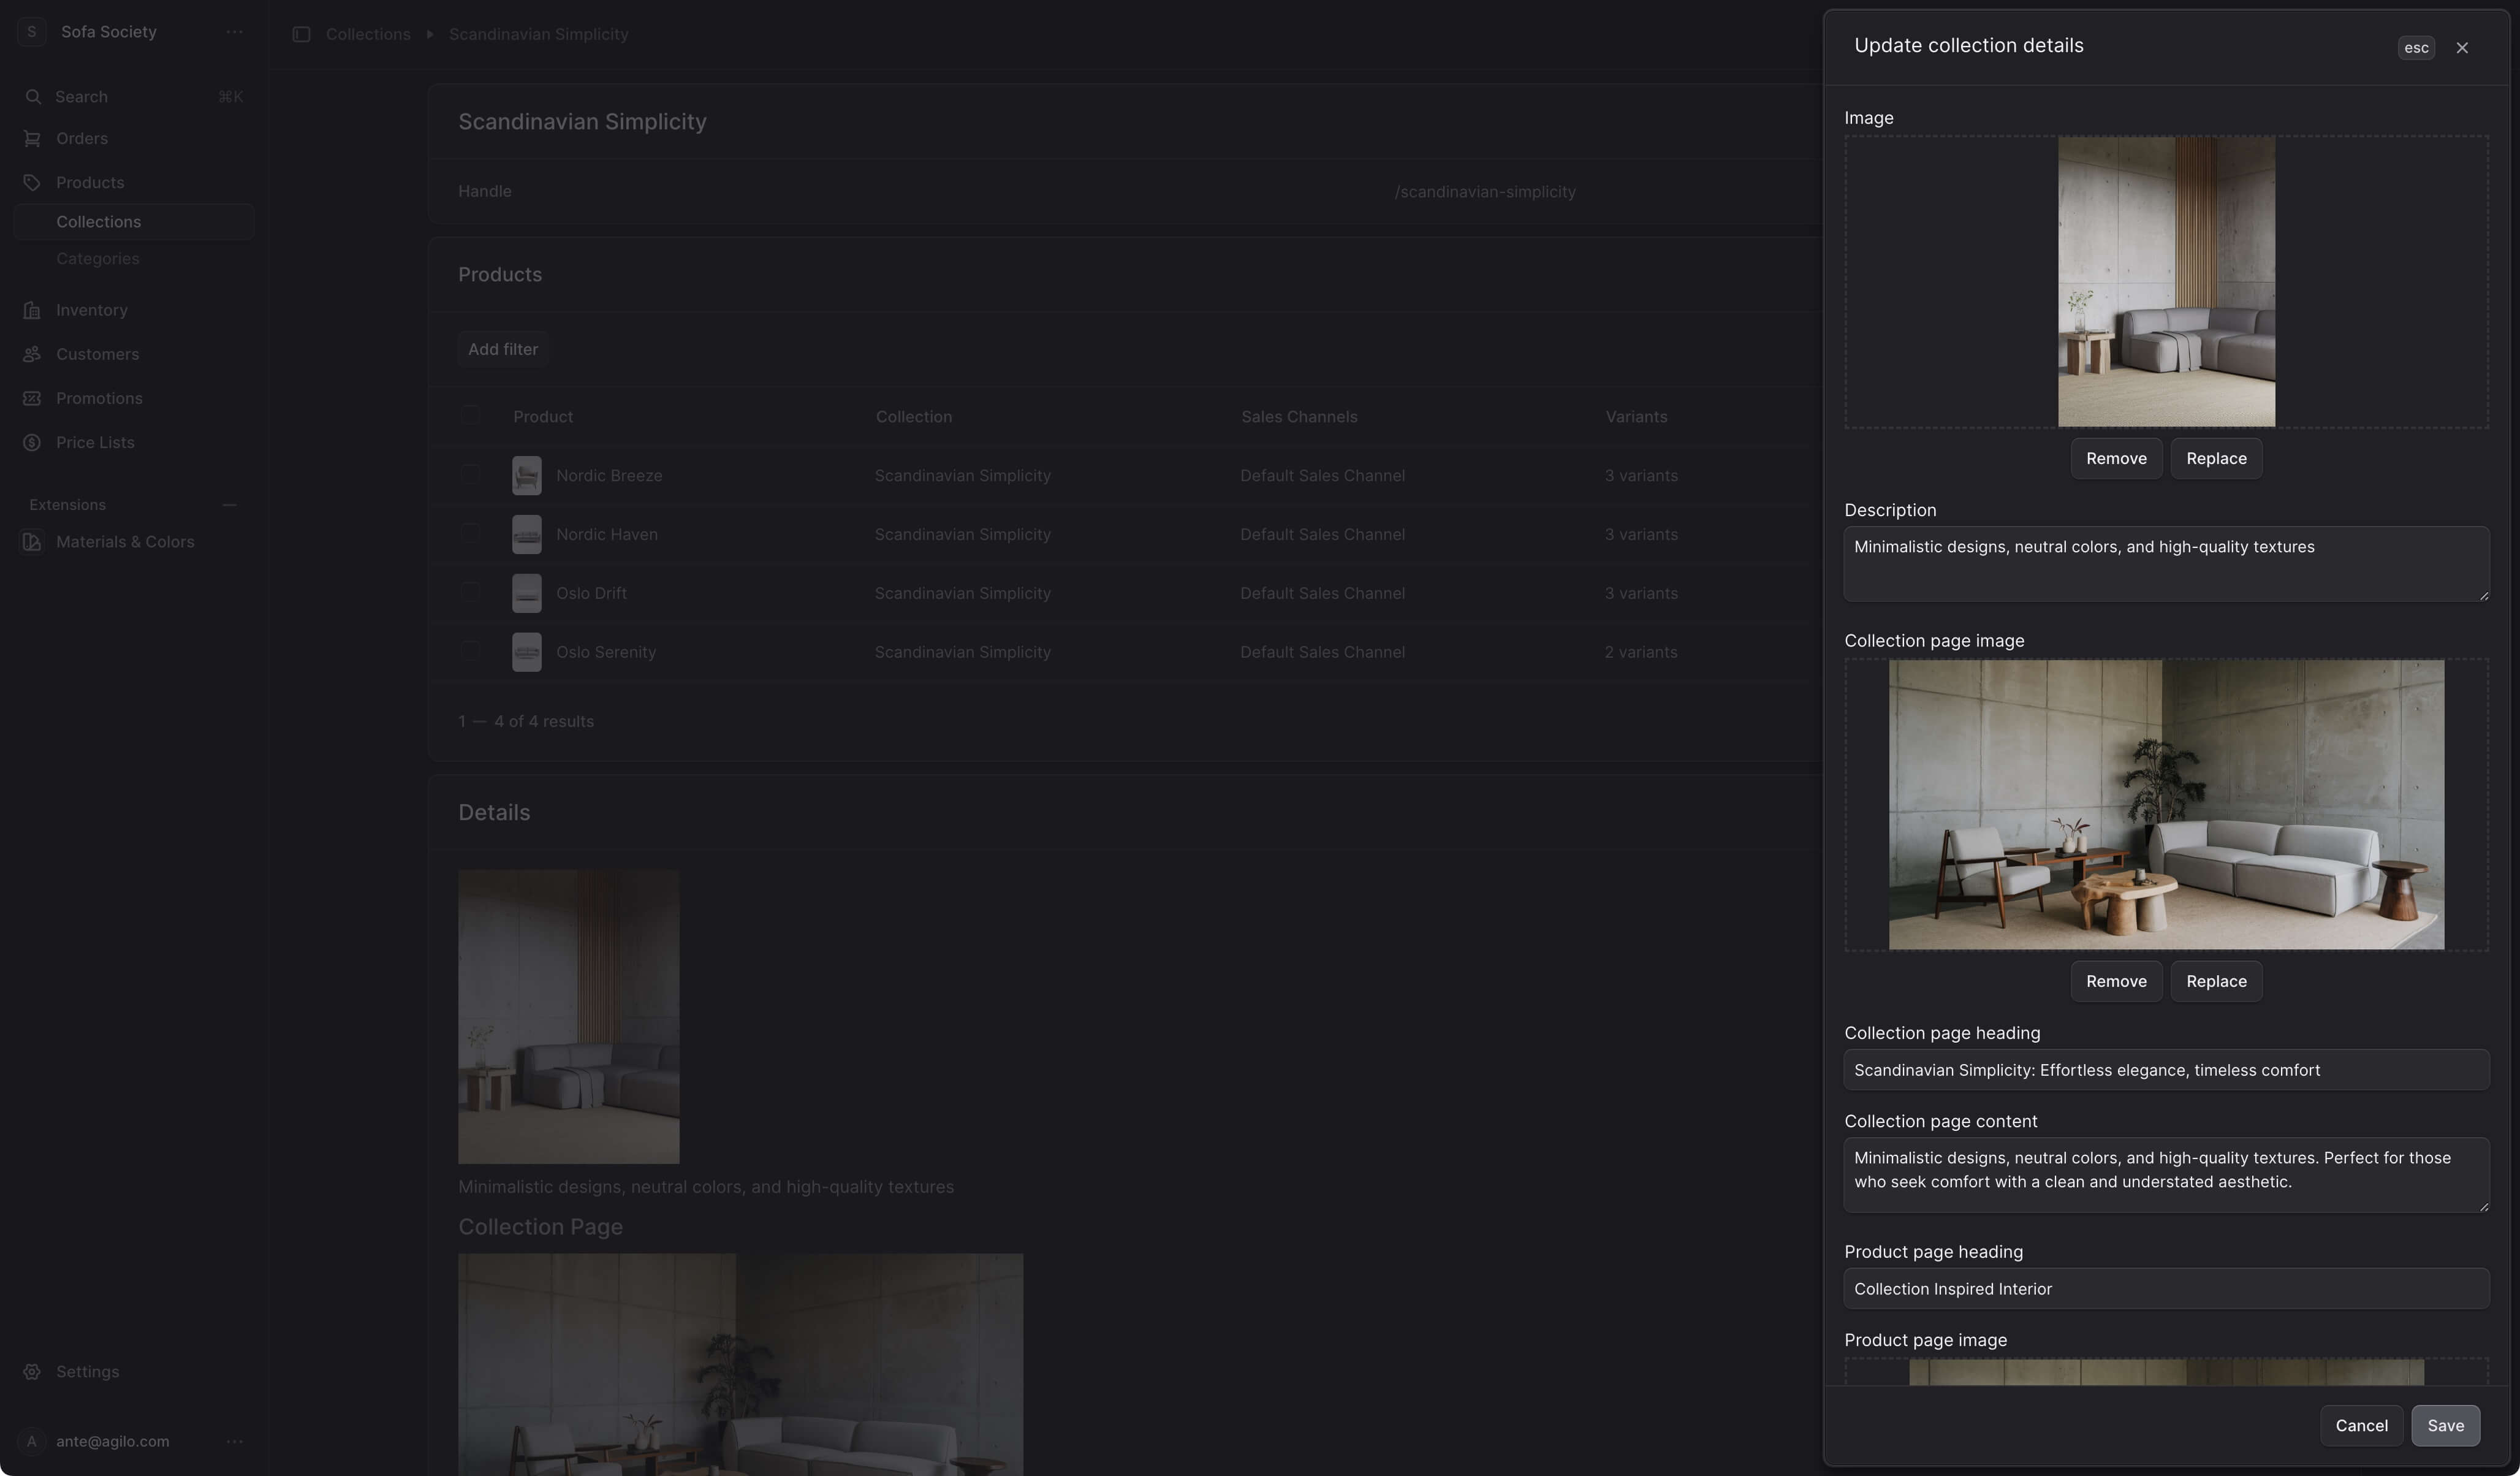 S
Sofa Society
Search
⌘K
Orders
Products
Collections
Categories
Inventory
Customers
Promotions
Price Lists
Extensions
Materials & Colors
Settings
A
ante@agilo.com
Collections
Scandinavian Simplicity
Scandinavian Simplicity
Handle
/scandinavian-simplicity
Products
Add filter
Product Collection Sales Channels Variants
Nordic Breeze Scandinavian Simplicity Default Sales Channel 3 variants
Nordic Haven Scandinavian Simplicity Default Sales Channel 3 variants
Oslo Drift Scandinavian Simplicity Default Sales Channel 3 variants
Oslo Serenity Scandinavian Simplicity Default Sales Channel 2 variants
1 — 4 of 4 results
Details
Minimalistic designs, neutral colors, and high-quality textures
Collection Page
Update collection details
esc
Image
Remove Replace
Description
Minimalistic designs, neutral colors, and high-quality textures
Collection page image
Remove Replace
Collection page heading
Scandinavian Simplicity: Effortless elegance, timeless comfort
Collection page content
Minimalistic designs, neutral colors, and high-quality textures. Perfect for those
who seek comfort with a clean and understated aesthetic.
Product page heading
Collection Inspired Interior
Product page image
Cancel Save